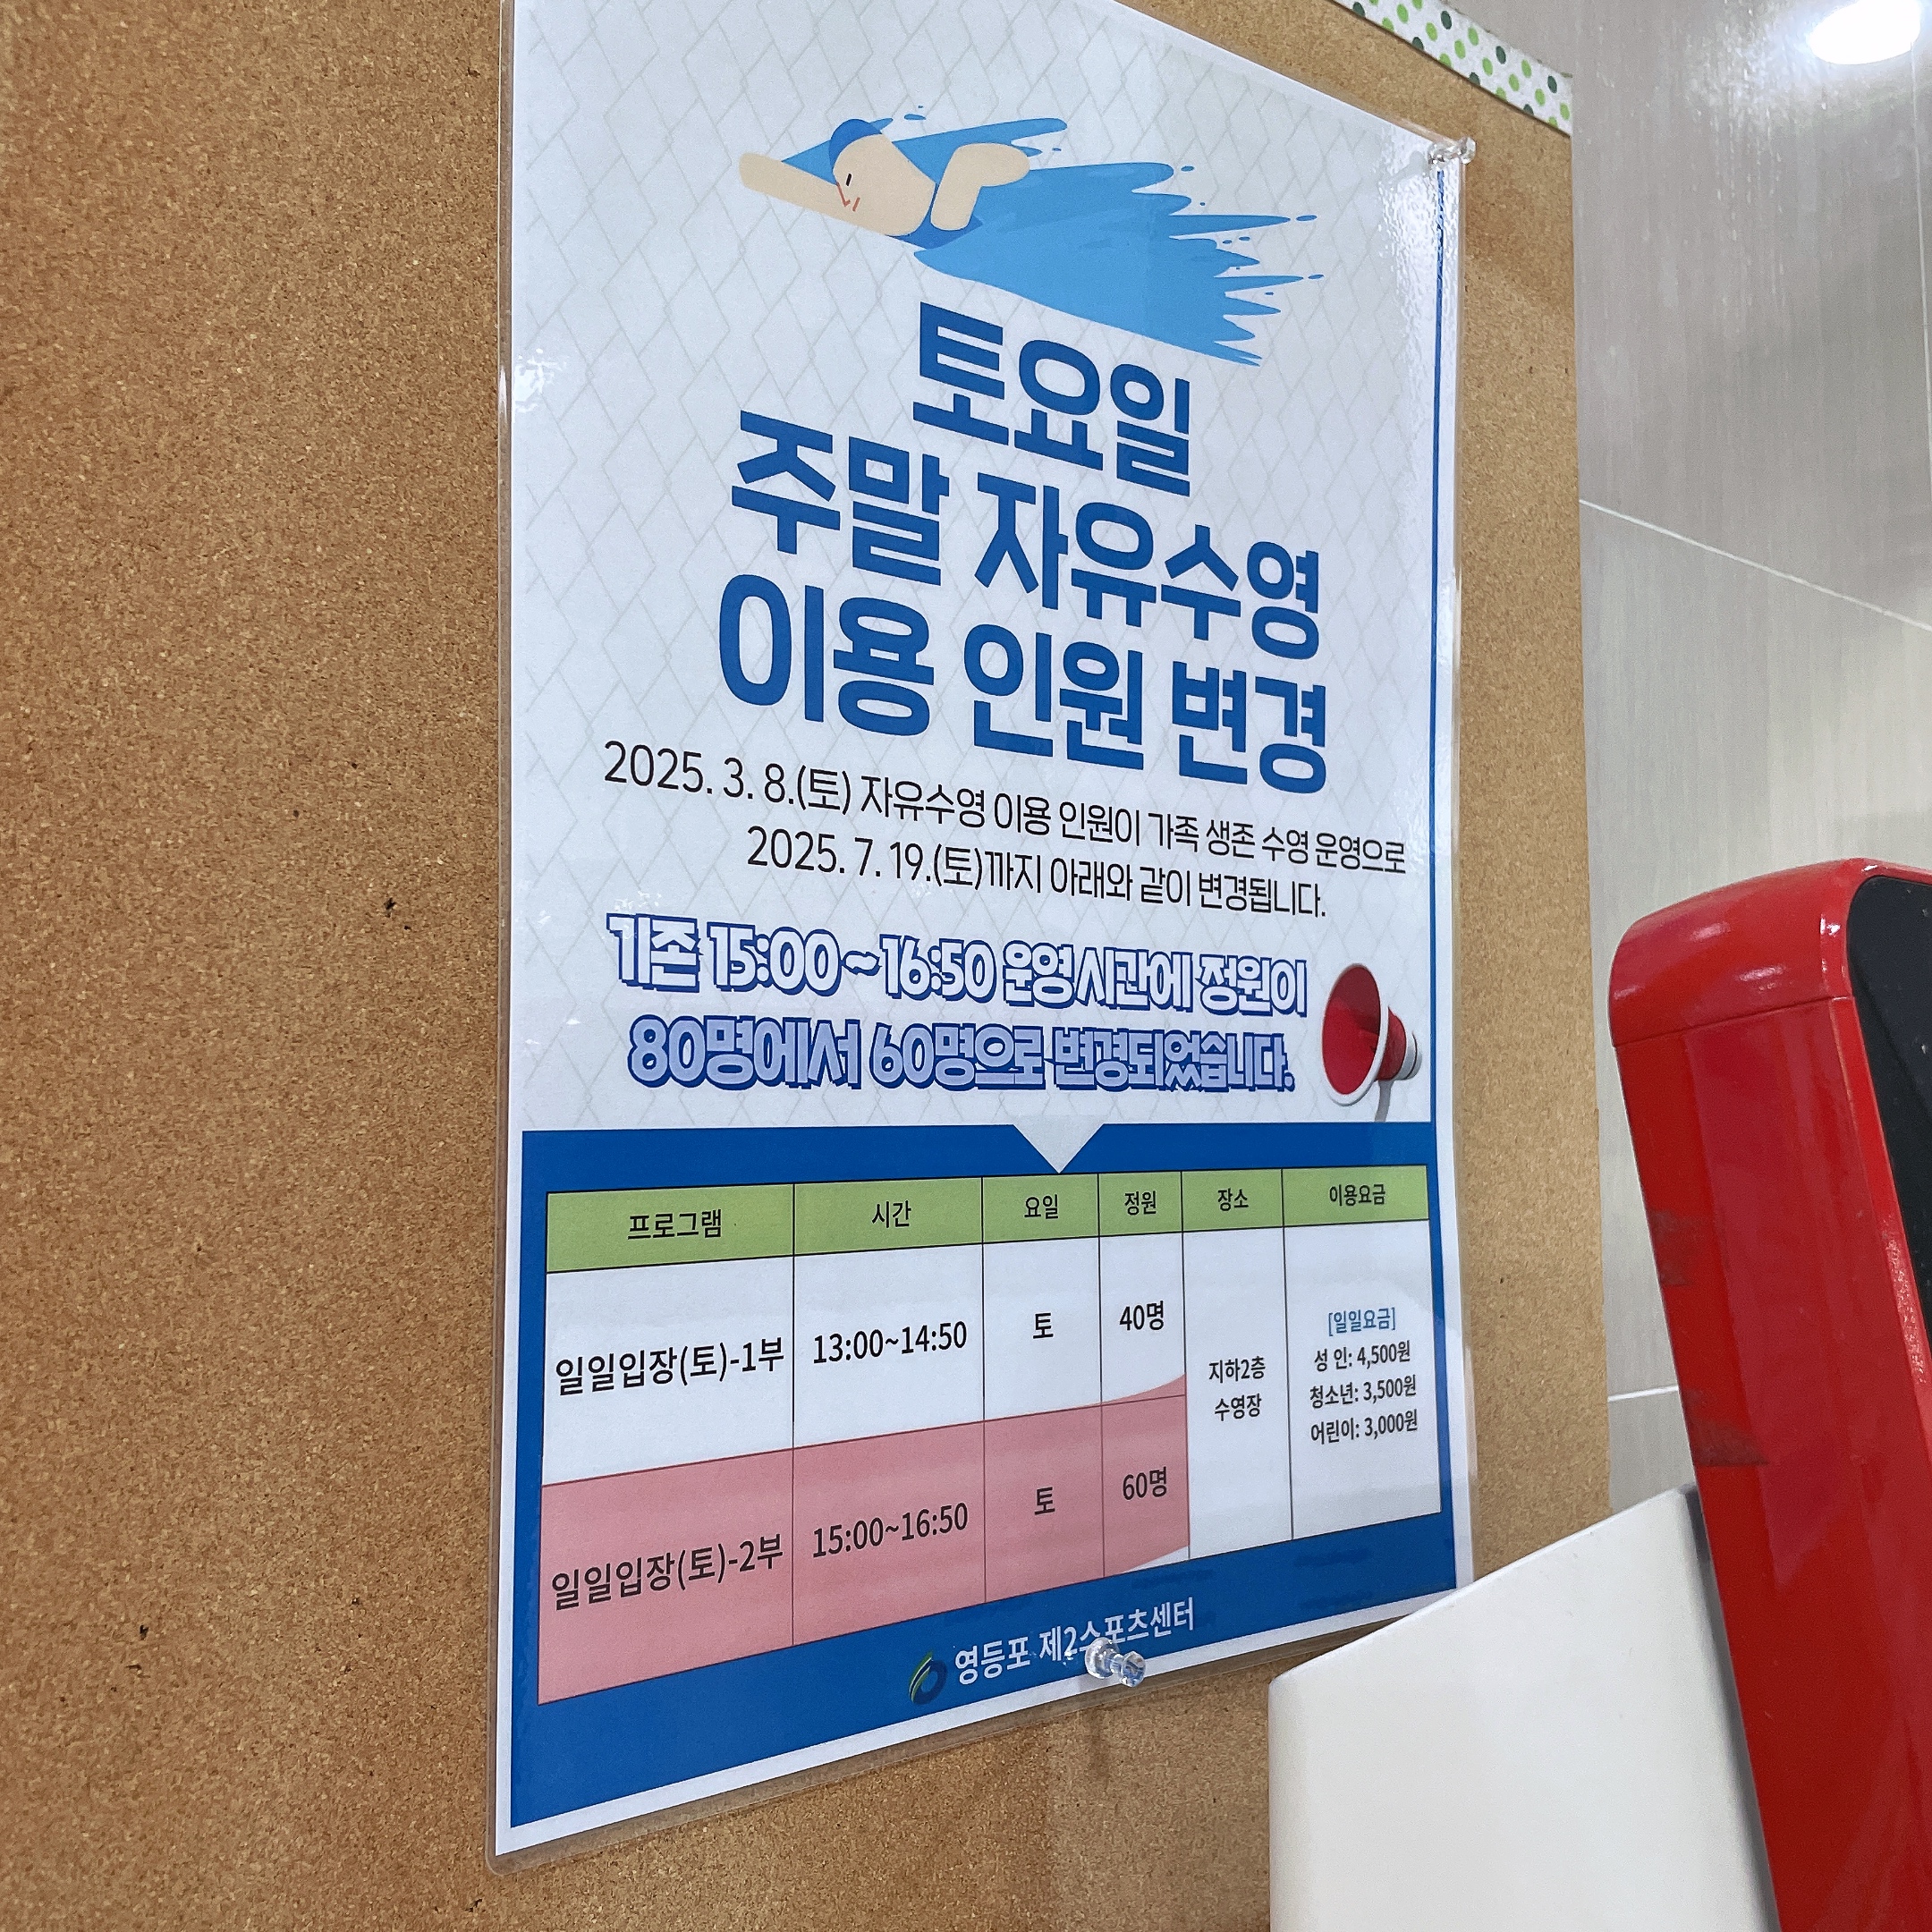 토요일
주말 자유수영
이용 인원 변경
2025. 3. 8.(토) 자유수영 이용 인원이 가족 생존 수영 운영으로
2025. 7. 19.(토)까지 아래와 같이 변경됩니다.
기존 15:00~16:50 운영시간에 정원이
80명에서 60명으로 변경되었습니다.
프로그램 시간 요일 정원 장소 이용요금
일일입장(토)-1부 13:00~14:50 토 40명
일일입장(토)-2부 15:00~16:50 토 60명
지하2층
수영장
[일일요금]
성 인: 4,500원
청소년: 3,500원
어린이: 3,000원
영등포 제2스포츠센터